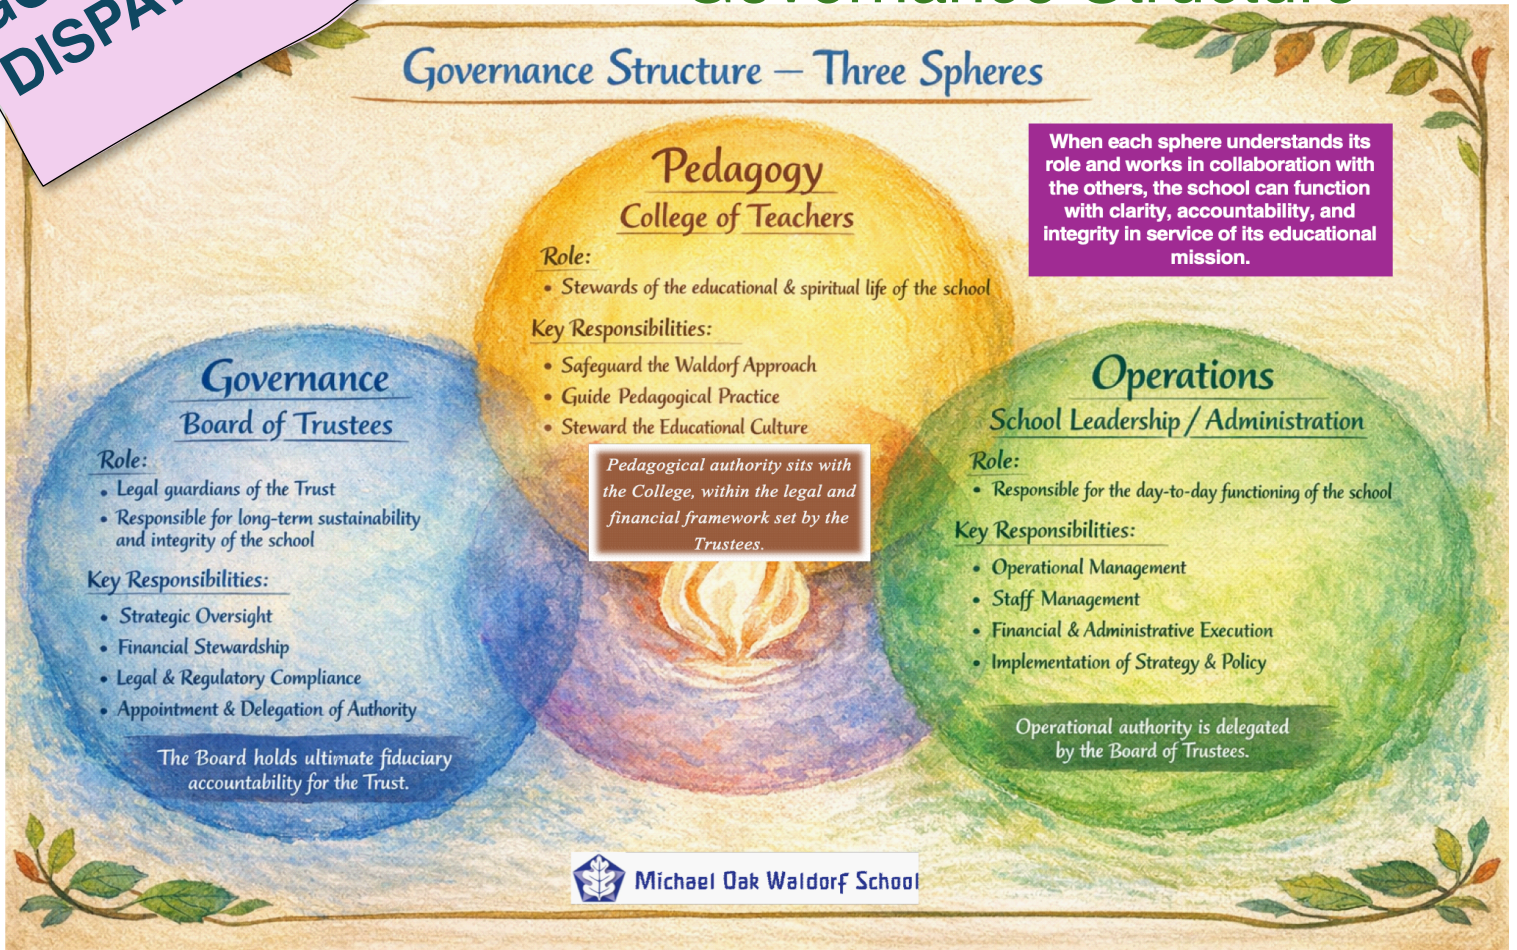 Governance Structure
DISPA
Governance Structure – Three Spheres
When each sphere understands its
role and works in collaboration with
the others, the school can function
with clarity, accountability, and
integrity in service of its educational
mission.
Pedagogy
College of Teachers
Role:
• Stewards of the educational & spiritual life of the school
Key Responsibilities:
• Safeguard the Waldorf Approach
• Guide Pedagogical Practice
• Steward the Educational Culture
Pedagogical authority sits with
the College, within the legal and
financial framework set by the
Trustees.
Governance
Board of Trustees
Role:
• Legal guardians of the Trust
• Responsible for long-term sustainability
and integrity of the school
Key Responsibilities:
• Strategic Oversight
• Financial Stewardship
• Legal & Regulatory Compliance
• Appointment & Delegation of Authority
The Board holds ultimate fiduciary
accountability for the Trust.
Operations
School Leadership / Administration
Role:
• Responsible for the day-to-day functioning of the school
Key Responsibilities:
• Operational Management
• Staff Management
• Financial & Administrative Execution
• Implementation of Strategy & Policy
Operational authority is delegated
by the Board of Trustees.
Michael Oak Waldorf School